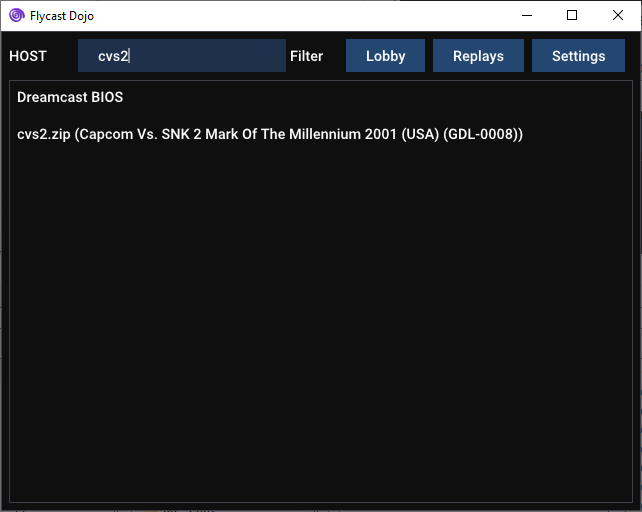 Flycast Dojo
HOST cvs2 Filter Lobby Replays Settings
Dreamcast BIOS
cvs2.zip (Capcom Vs. SNK 2 Mark Of The Millennium 2001 (USA) (GDL-0008))